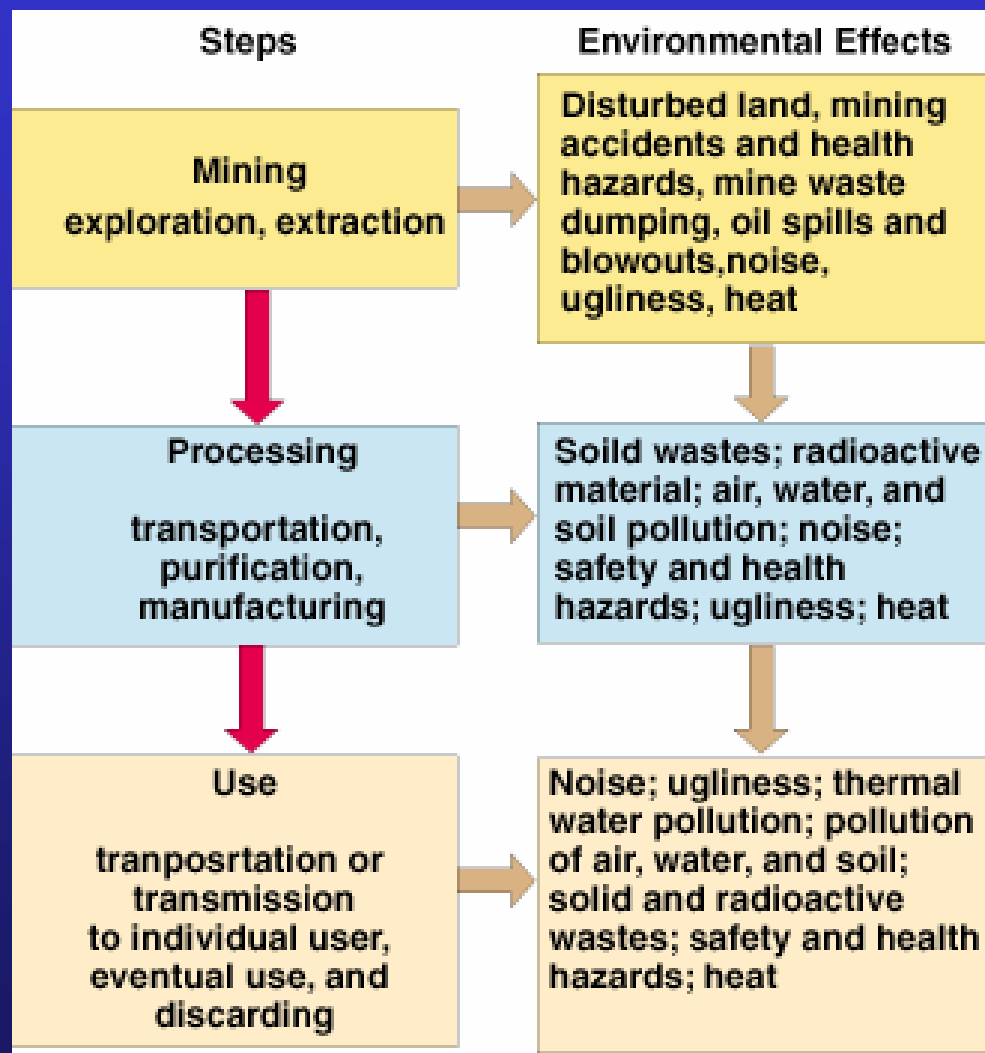 Steps
Environmental Effects
Mining
exploration, extraction
Disturbed land, mining
accidents and health
hazards, mine waste
dumping, oil spills and
blowouts,noise,
ugliness, heat
Processing
transportation,
purification,
manufacturing
Soild wastes; radioactive
material; air, water, and
soil pollution; noise;
safety and health
hazards; ugliness; heat
Use
tranposrtation or
transmission
to individual user,
eventual use, and
discarding
Noise; ugliness; thermal
water pollution; pollution
of air, water, and soil;
solid and radioactive
wastes; safety and health
hazards; heat